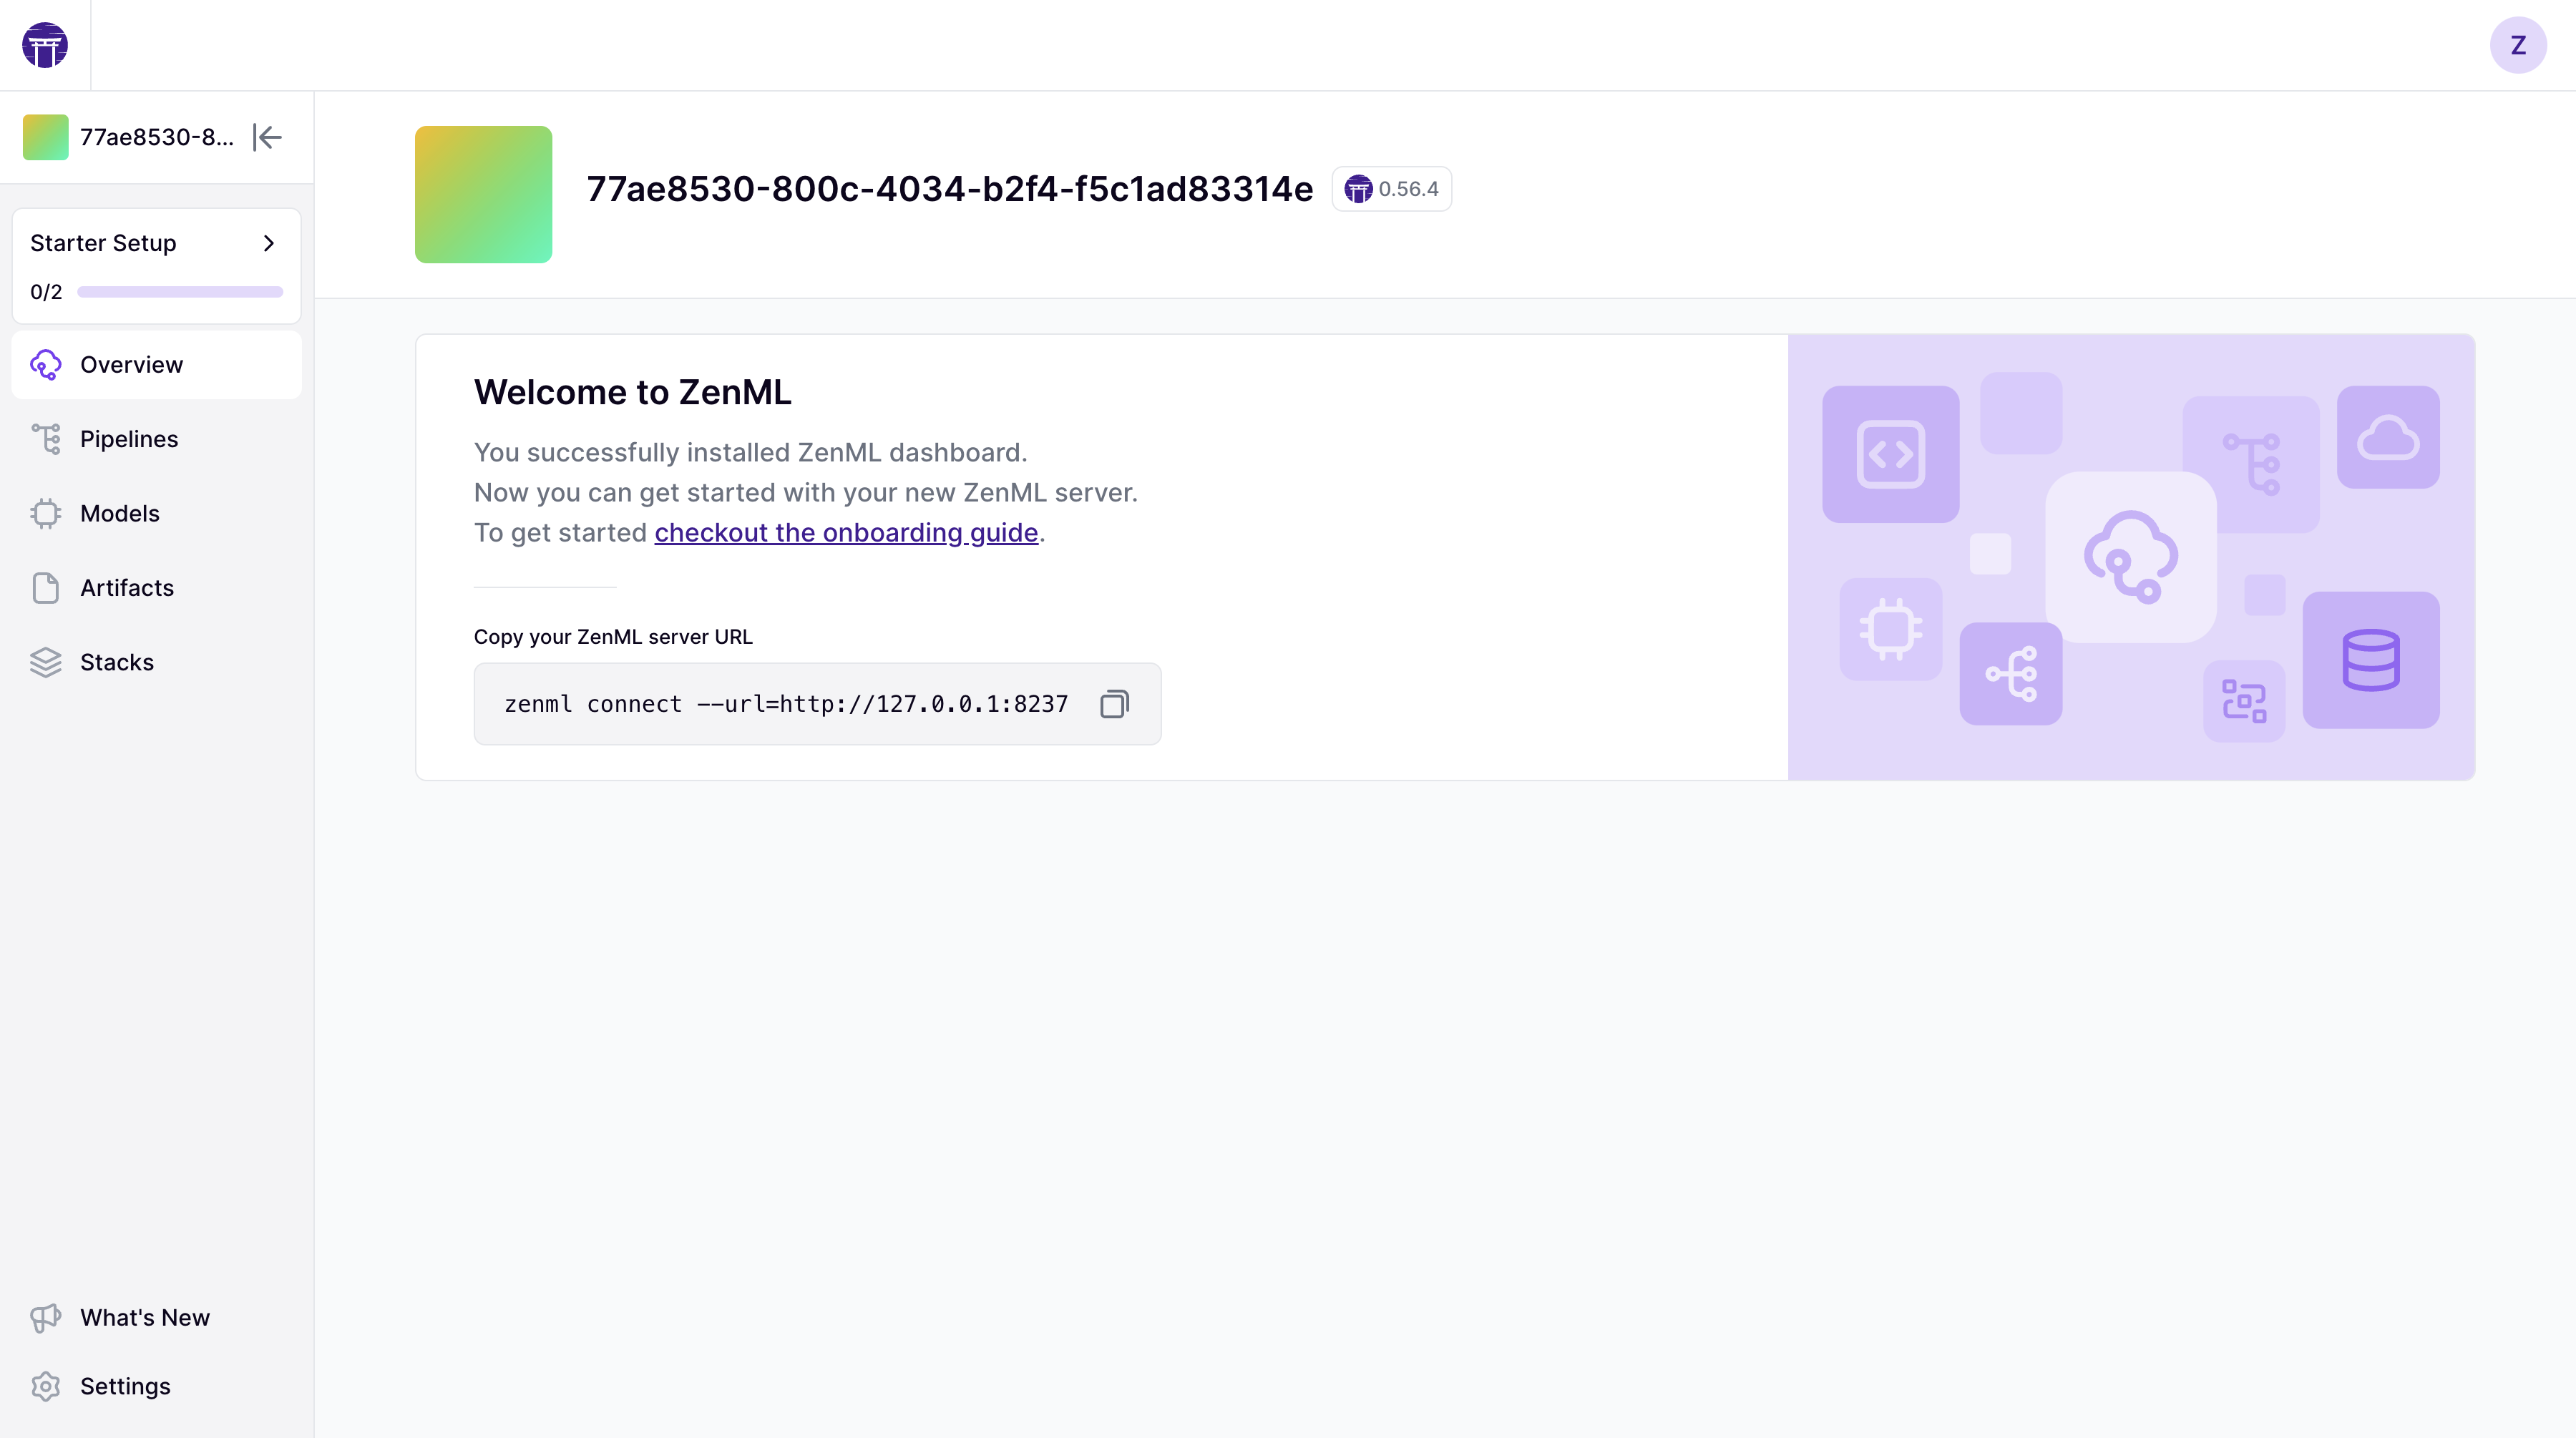 Z
77ae8530-8...
77ae8530-800c-4034-b2f4-f5c1ad83314e 0.56.4
Starter Setup
0/2
Overview
Pipelines
Models
Artifacts
Stacks
What's New
Settings
Welcome to ZenML
You successfully installed ZenML dashboard.
Now you can get started with your new ZenML server.
To get started checkout the onboarding guide.
Copy your ZenML server URL
zenml connect --url=http://127.0.0.1:8237